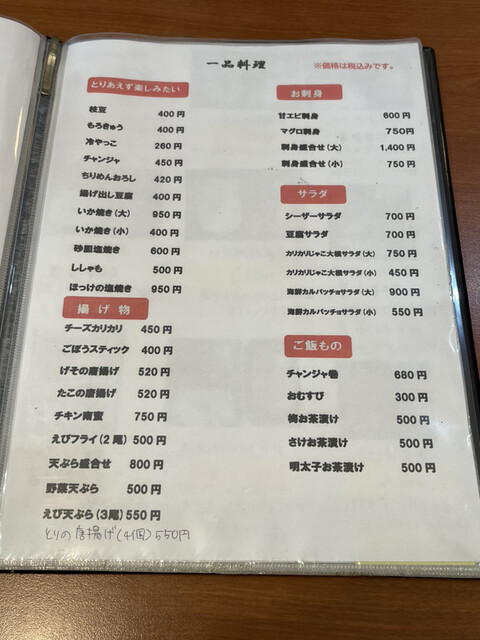 一品料理
※価格は税込みです。
とりあえず楽しみたい
枝豆 400円
もろきゅう 400円
冷やっこ 260円
チャンジャ 450円
ちりめんおろし 420円
揚げ出し豆腐 400円
いか焼き(大) 950円
いか焼き(小) 400円
砂肝塩焼き 600円
ししゃも 500円
ほっけの塩焼き 950円
揚げ物
チーズカリカリ 450円
ごぼうスティック 400円
げその唐揚げ 520円
たこの唐揚げ 520円
チキン南蛮 750円
えびフライ(2尾) 500円
天ぷら盛合せ 800円
野菜天ぷら 500円
えび天ぷら(3尾) 550円
とりの唐揚げ(4個) 550円
お刺身
甘エビ刺身 600円
マグロ刺身 750円
刺身盛合せ(大) 1,400円
刺身盛合せ(小) 750円
サラダ
シーザーサラダ 700円
豆腐サラダ 700円
カリカリじゃこ大根サラダ(大) 750円
カリカリじゃこ大根サラダ(小) 450円
海鮮カルパッチョサラダ(大) 900円
海鮮カルパッチョサラダ(小) 550円
ご飯もの
チャンジャ巻 680円
おむすび 300円
梅お茶漬け 500円
さけお茶漬け 500円
明太子お茶漬け 500円